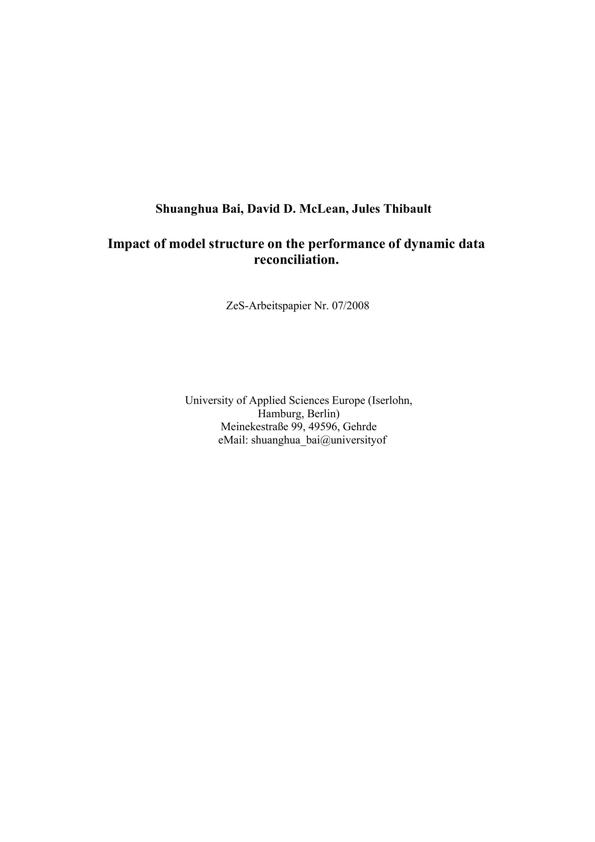 Shuanghua Bai, David D. McLean, Jules Thibault
Impact of model structure on the performance of dynamic data
reconciliation.
ZeS-Arbeitspapier Nr. 07/2008
University of Applied Sciences Europe (Iserlohn,
Hamburg, Berlin)
Meinekestraße 99, 49596, Gehrde
eMail: shuanghua_bai@universityof